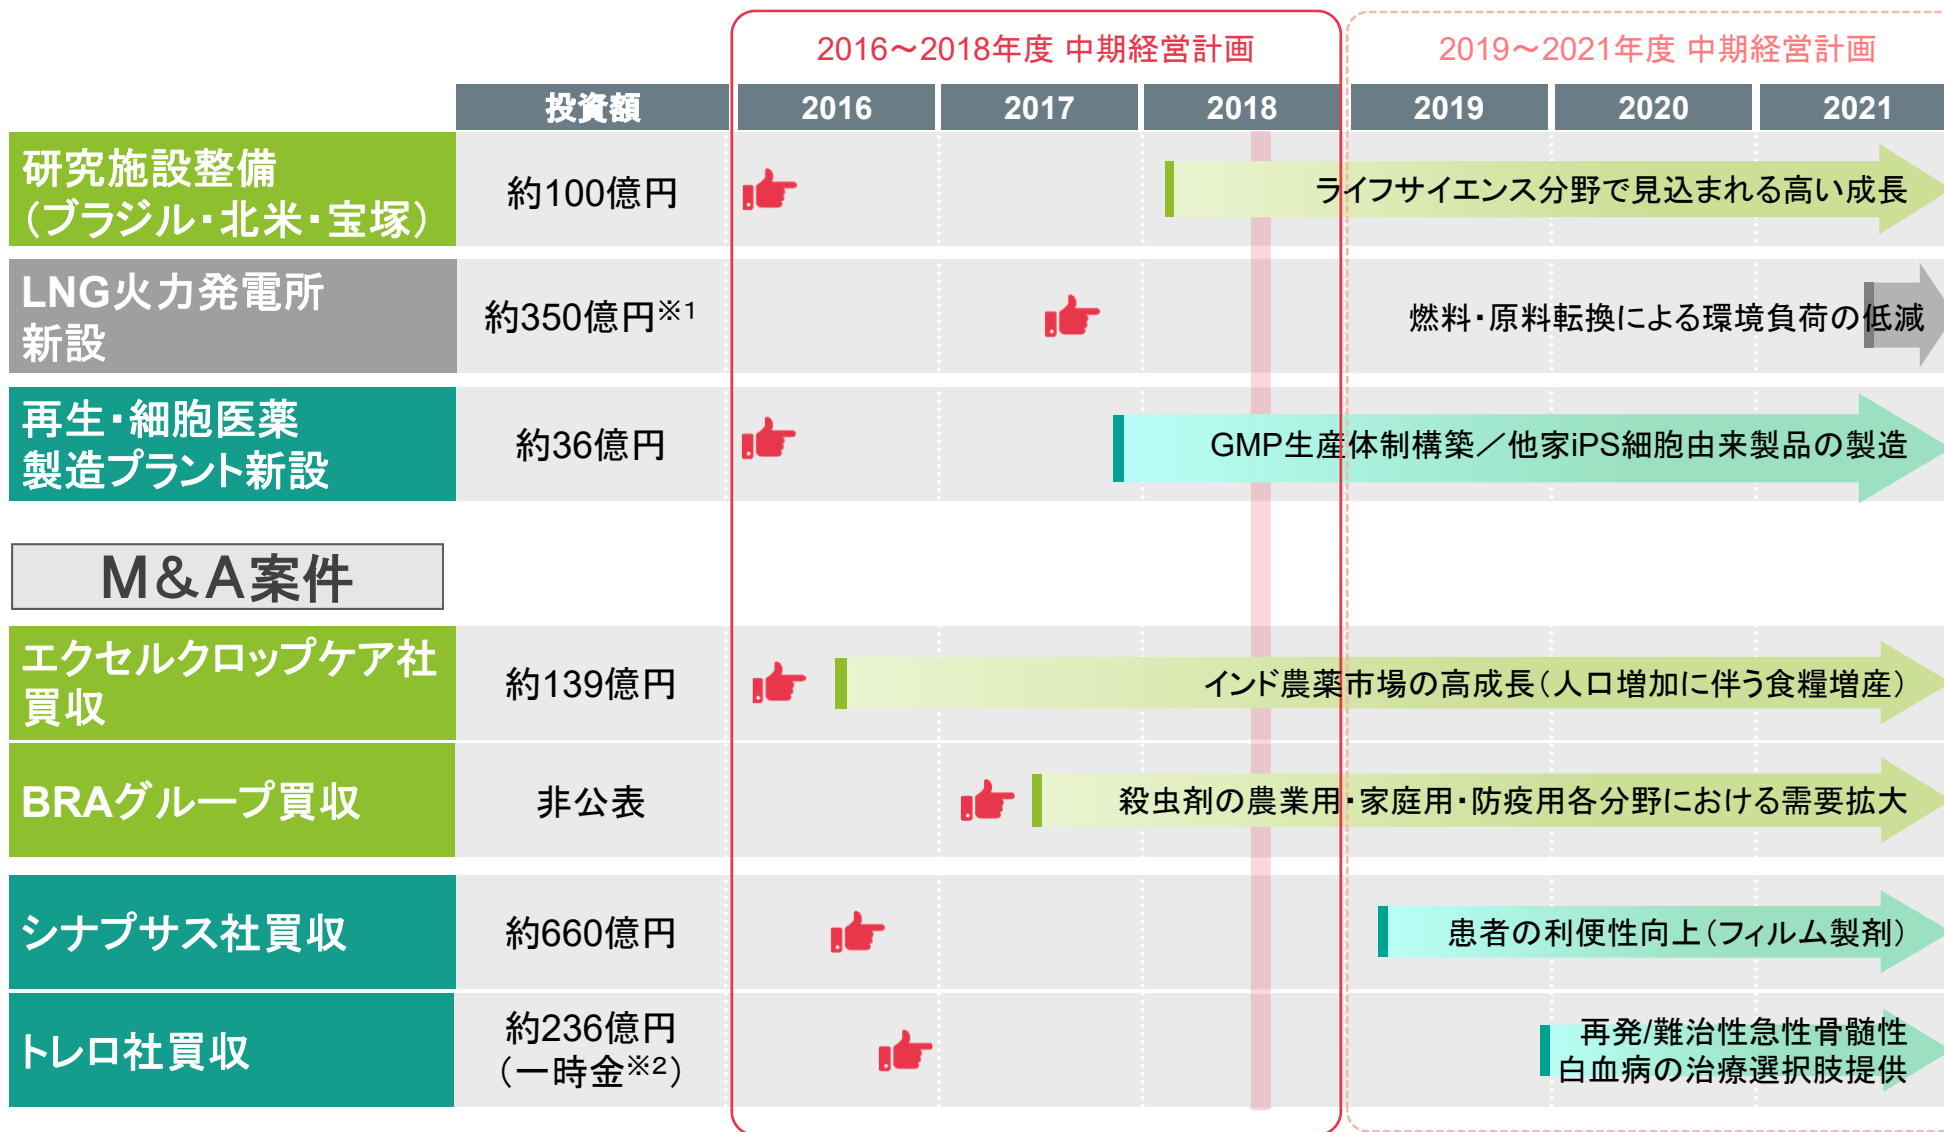 2016～2018年度 中期経営計画
2019～2021年度 中期経営計画
投資額
2016
2017
2018
2019
2020
2021
研究施設整備
（ブラジル・北米・宝塚）
約100億円
ライフサイエンス分野で見込まれる高い成長
LNG火力発電所
新設
約350億円※1
燃料・原料転換による環境負荷の低減
再生・細胞医薬
製造プラント新設
約36億円
GMP生産体制構築／他家iPS細胞由来製品の製造
M＆A案件
エクセルクロップケア社
買収
約139億円
インド農薬市場の高成長（人口増加に伴う食糧増産）
BRAグループ買収
非公表
殺虫剤の農業用・家庭用・防疫用各分野における需要拡大
シナプサス社買収
約660億円
患者の利便性向上（フィルム製剤）
トレロ社買収
約236億円
（一時金※2）
再発/難治性急性骨髄性
白血病の治療選択肢提供